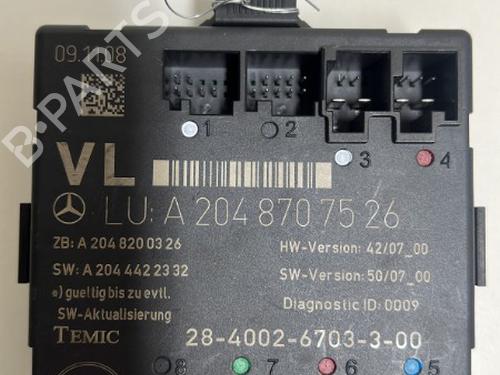 09.11.08
1
2
3
4
VL
LU: A 204 870 75 26
ZB: A 204 820 03 26
HW-Version: 42/07_00
SW: A 204 442 23 32
SW-Version: 50/07_00
•) gueltig bis zu evtl.
Diagnostic ID: 0009
SW-Aktualisierung
TEMIC
28-4002-6703-3-00
8
7
6
5